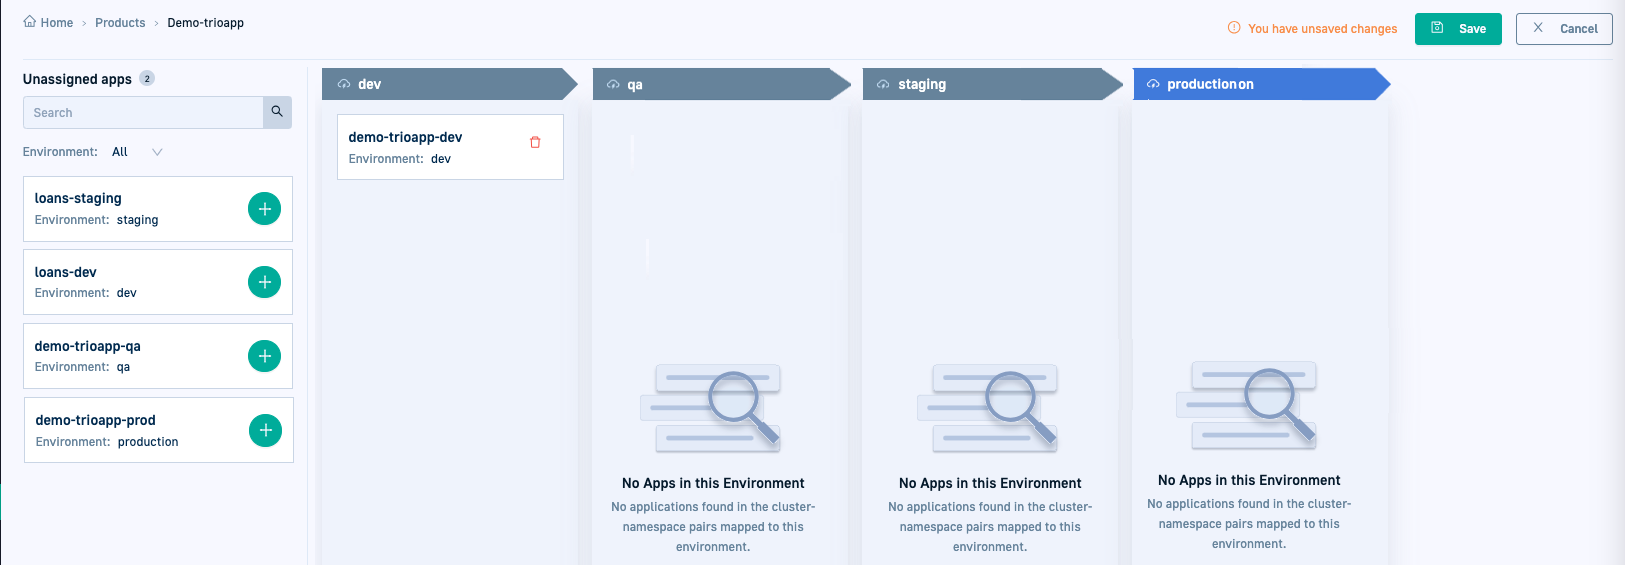 Home › Products › Demo-trioapp
You have unsaved changes
Save
Cancel
Unassigned apps 2
Search
Environment: All
loans-staging
Environment: staging
loans-dev
Environment: dev
demo-trioapp-qa
Environment: qa
demo-trioapp-prod
Environment: production
dev
demo-trioapp-dev
Environment: dev
qa
No Apps in this Environment
No applications found in the cluster-
namespace pairs mapped to this
environment.
staging
No Apps in this Environment
No applications found in the cluster-
namespace pairs mapped to this
environment.
productionon
No Apps in this Environment
No applications found in the cluster-
namespace pairs mapped to this
environment.